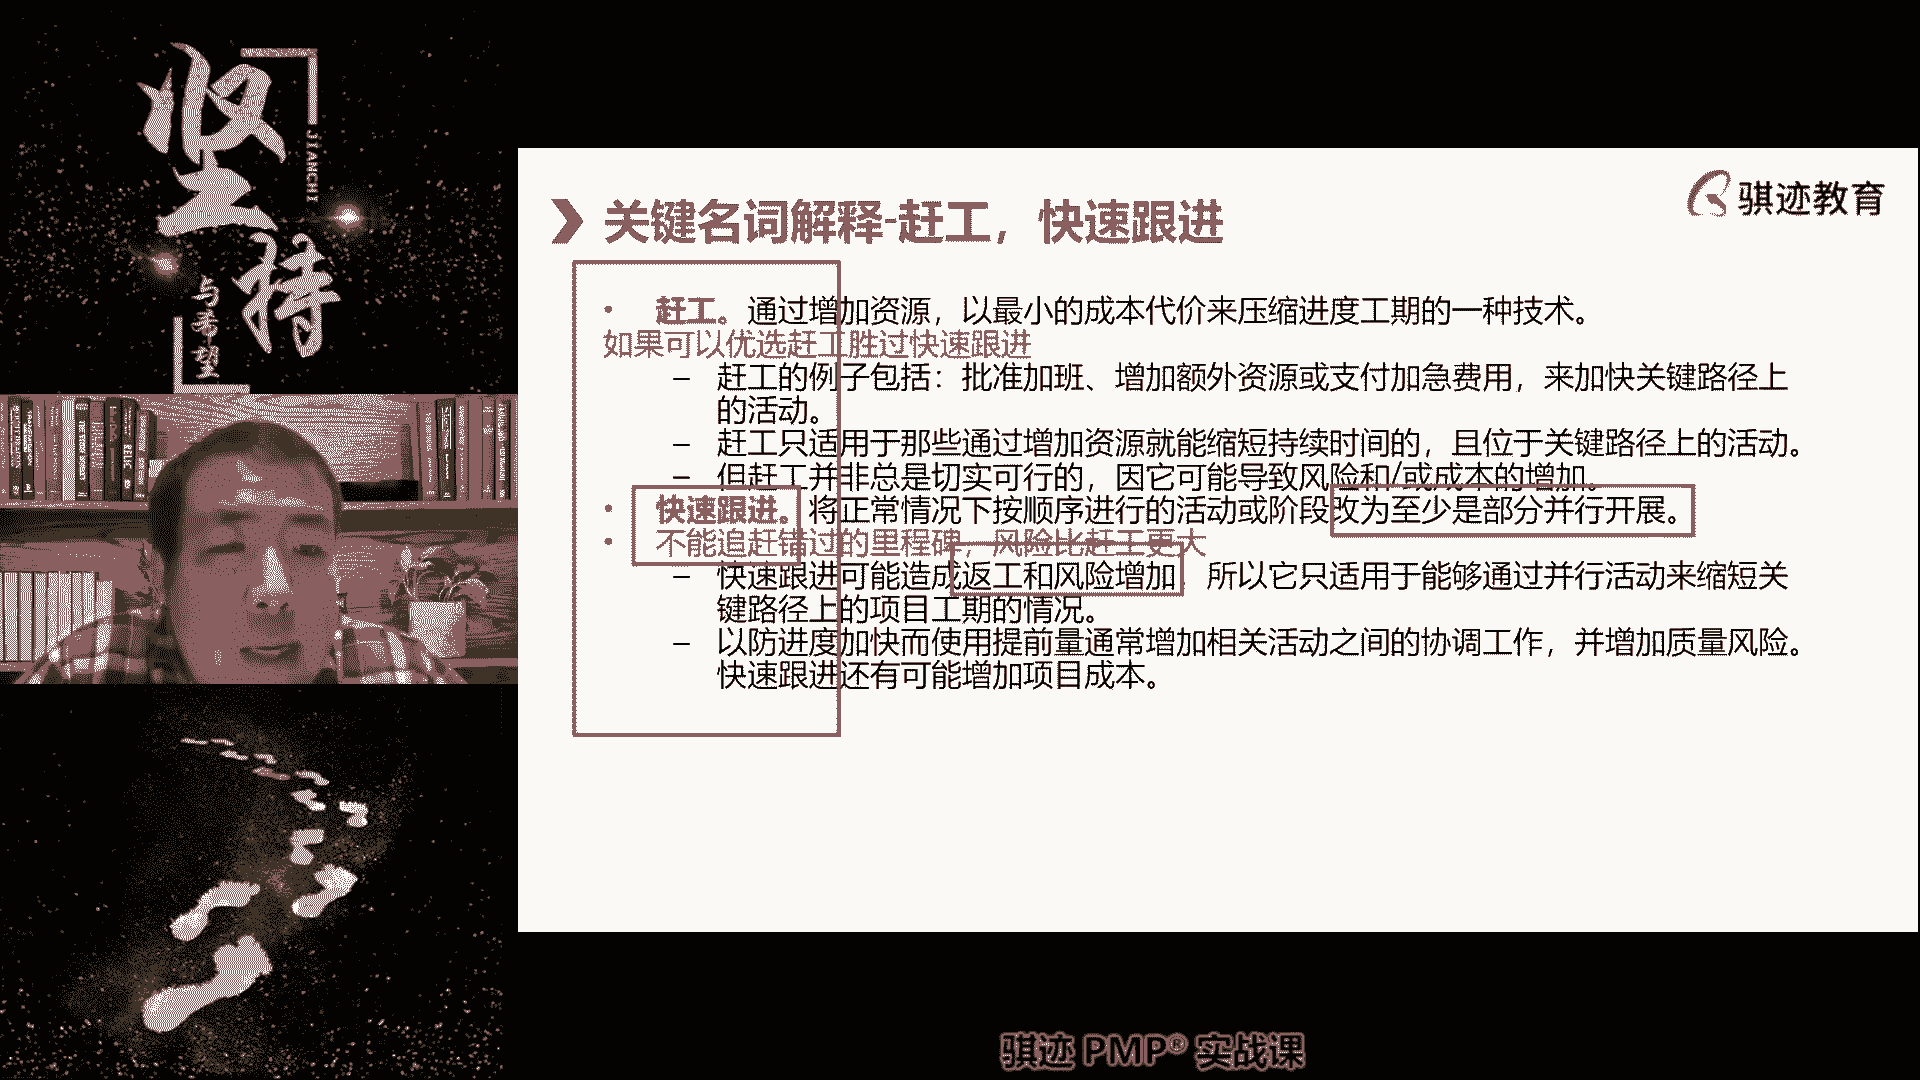 坚持
JIANCHI
与希望
骐迹教育
关键名词解释-赶工，快速跟进
• 赶工。通过增加资源，以最小的成本代价来压缩进度工期的一种技术。
如果可以优选赶工胜过快速跟进
– 赶工的例子包括：批准加班、增加额外资源或支付加急费用，来加快关键路径上
的活动。
– 赶工只适用于那些通过增加资源就能缩短持续时间的，且位于关键路径上的活动。
– 但赶工并非总是切实可行的，因它可能导致风险和/或成本的增加。
• 快速跟进。将正常情况下按顺序进行的活动或阶段改为至少是部分并行开展。
• 不能追赶错过的里程碑，风险比赶工更大
– 快速跟进可能造成返工和风险增加，所以它只适用于能够通过并行活动来缩短关
键路径上的项目工期的情况。
– 以防进度加快而使用提前量通常增加相关活动之间的协调工作，并增加质量风险。
快速跟进还有可能增加项目成本。
骐迹 PMP® 实战课